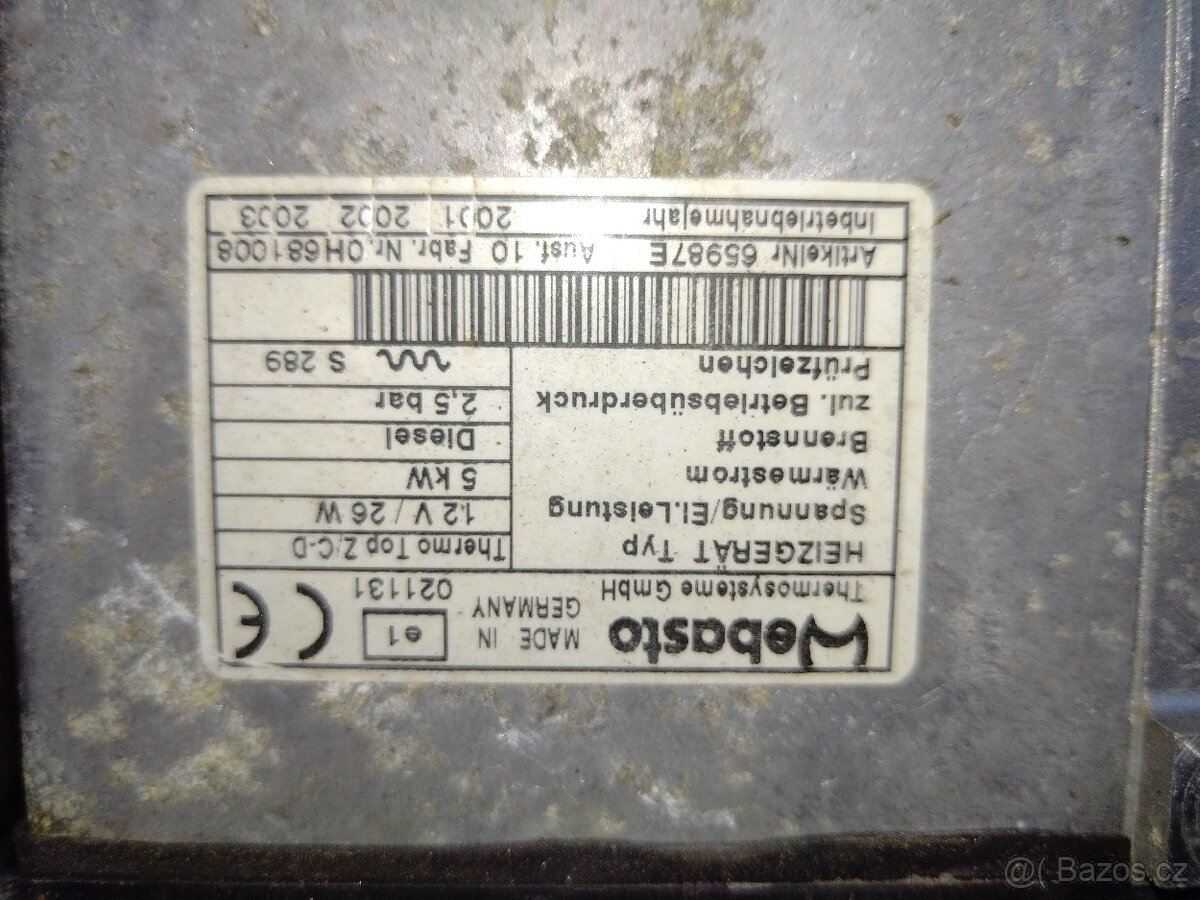 Webasto
Thermosysteme GmbH
MADE IN
GERMANY
e1
021131
CE
HEIZGERÄT Typ Thermo Top Z/C-D
Spannung/El.Leistung 12 V / 26 W
Wärmestrom 5 kW
Brennstoff Diesel
zul. Betriebsüberdruck 2,5 bar
Prüfzeichen S 289
ArtikelNr 65987E Ausf. 10 Fabr. Nr.0H681008
Inbetriebnahmejahr 2001 2002 2003
@( Bazos.cz